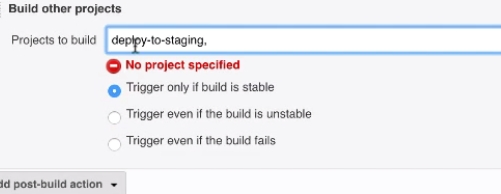 Build other projects
Projects to build deploy-to-staging,
No project specified
Trigger only if build is stable
Trigger even if the build is unstable
Trigger even if the build fails
dd post-build action